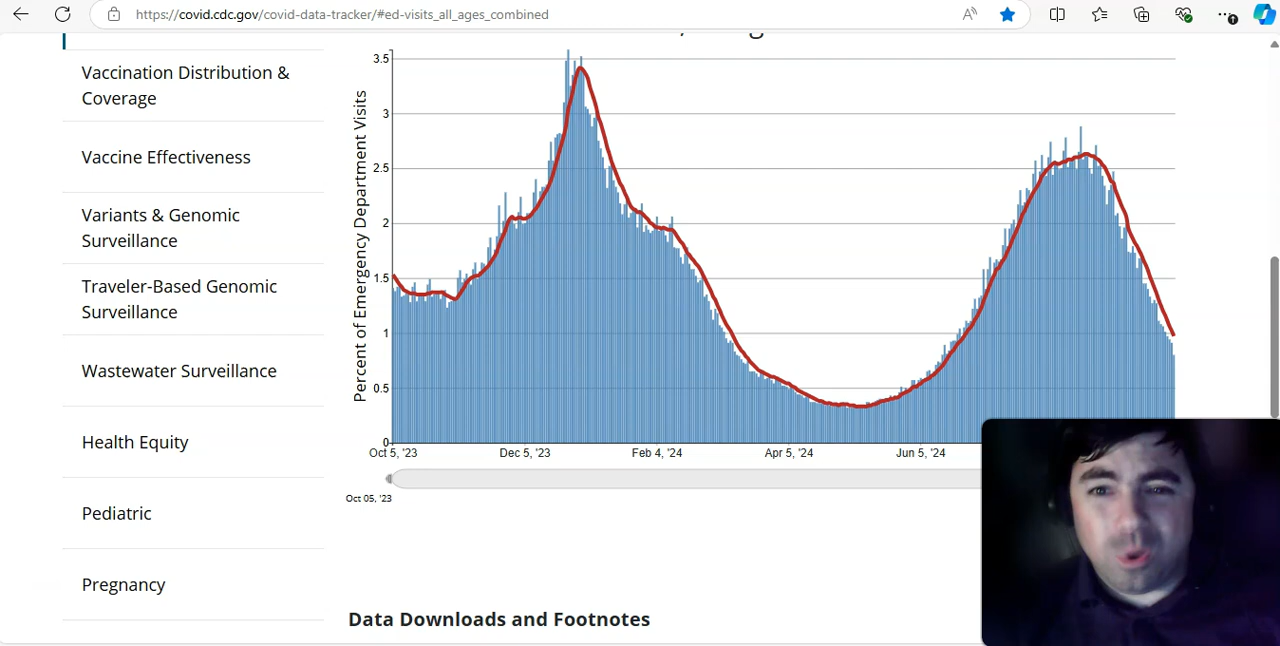 https://covid.cdc.gov/covid-data-tracker/#ed-visits_all_ages_combined
Vaccination Distribution &
Coverage
Vaccine Effectiveness
Variants & Genomic
Surveillance
Traveler-Based Genomic
Surveillance
Wastewater Surveillance
Health Equity
Pediatric
Pregnancy
Percent of Emergency Department Visits
3.5
3
2.5
2
1.5
1
0.5
0
Oct 5, '23
Dec 5, '23
Feb 4, '24
Apr 5, '24
Jun 5, '24
Oct 05, '23
Data Downloads and Footnotes